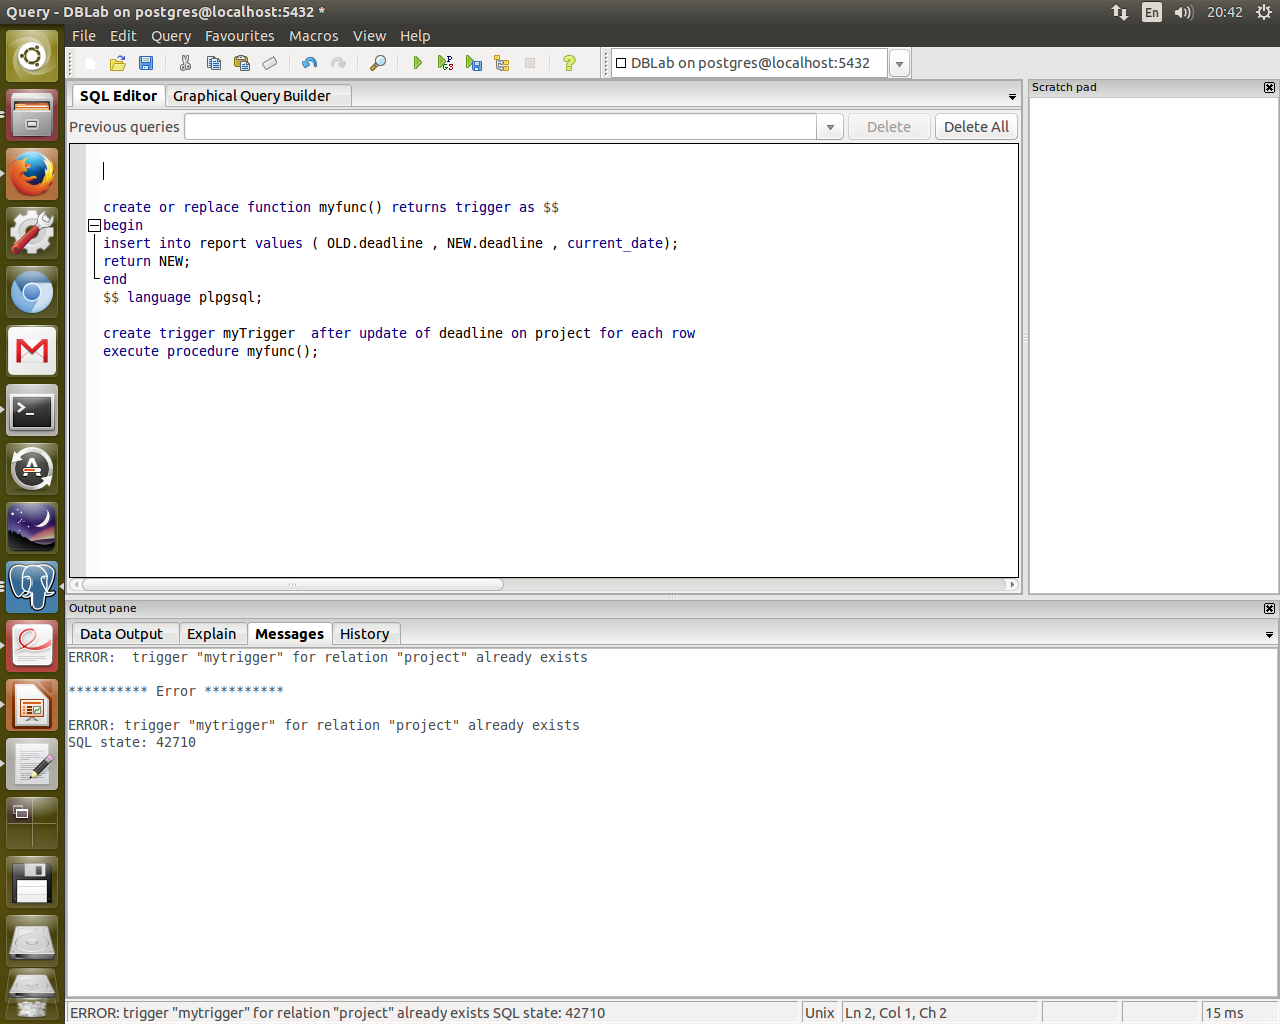 Query - DBLab on postgres@localhost:5432 *
En
20:42
File Edit Query Favourites Macros View Help
DBLab on postgres@localhost:5432
SQL Editor
Graphical Query Builder
Scratch pad
Previous queries
Delete
Delete All
create or replace function myfunc() returns trigger as $$
begin
insert into report values ( OLD.deadline , NEW.deadline , current_date);
return NEW;
end
$$ language plpgsql;
create trigger myTrigger  after update of deadline on project for each row
execute procedure myfunc();
Output pane
Data Output
Explain
Messages
History
ERROR:  trigger "mytrigger" for relation "project" already exists
********** Error **********
ERROR: trigger "mytrigger" for relation "project" already exists
SQL state: 42710
ERROR: trigger "mytrigger" for relation "project" already exists SQL state: 42710
Unix
Ln 2, Col 1, Ch 2
15 ms